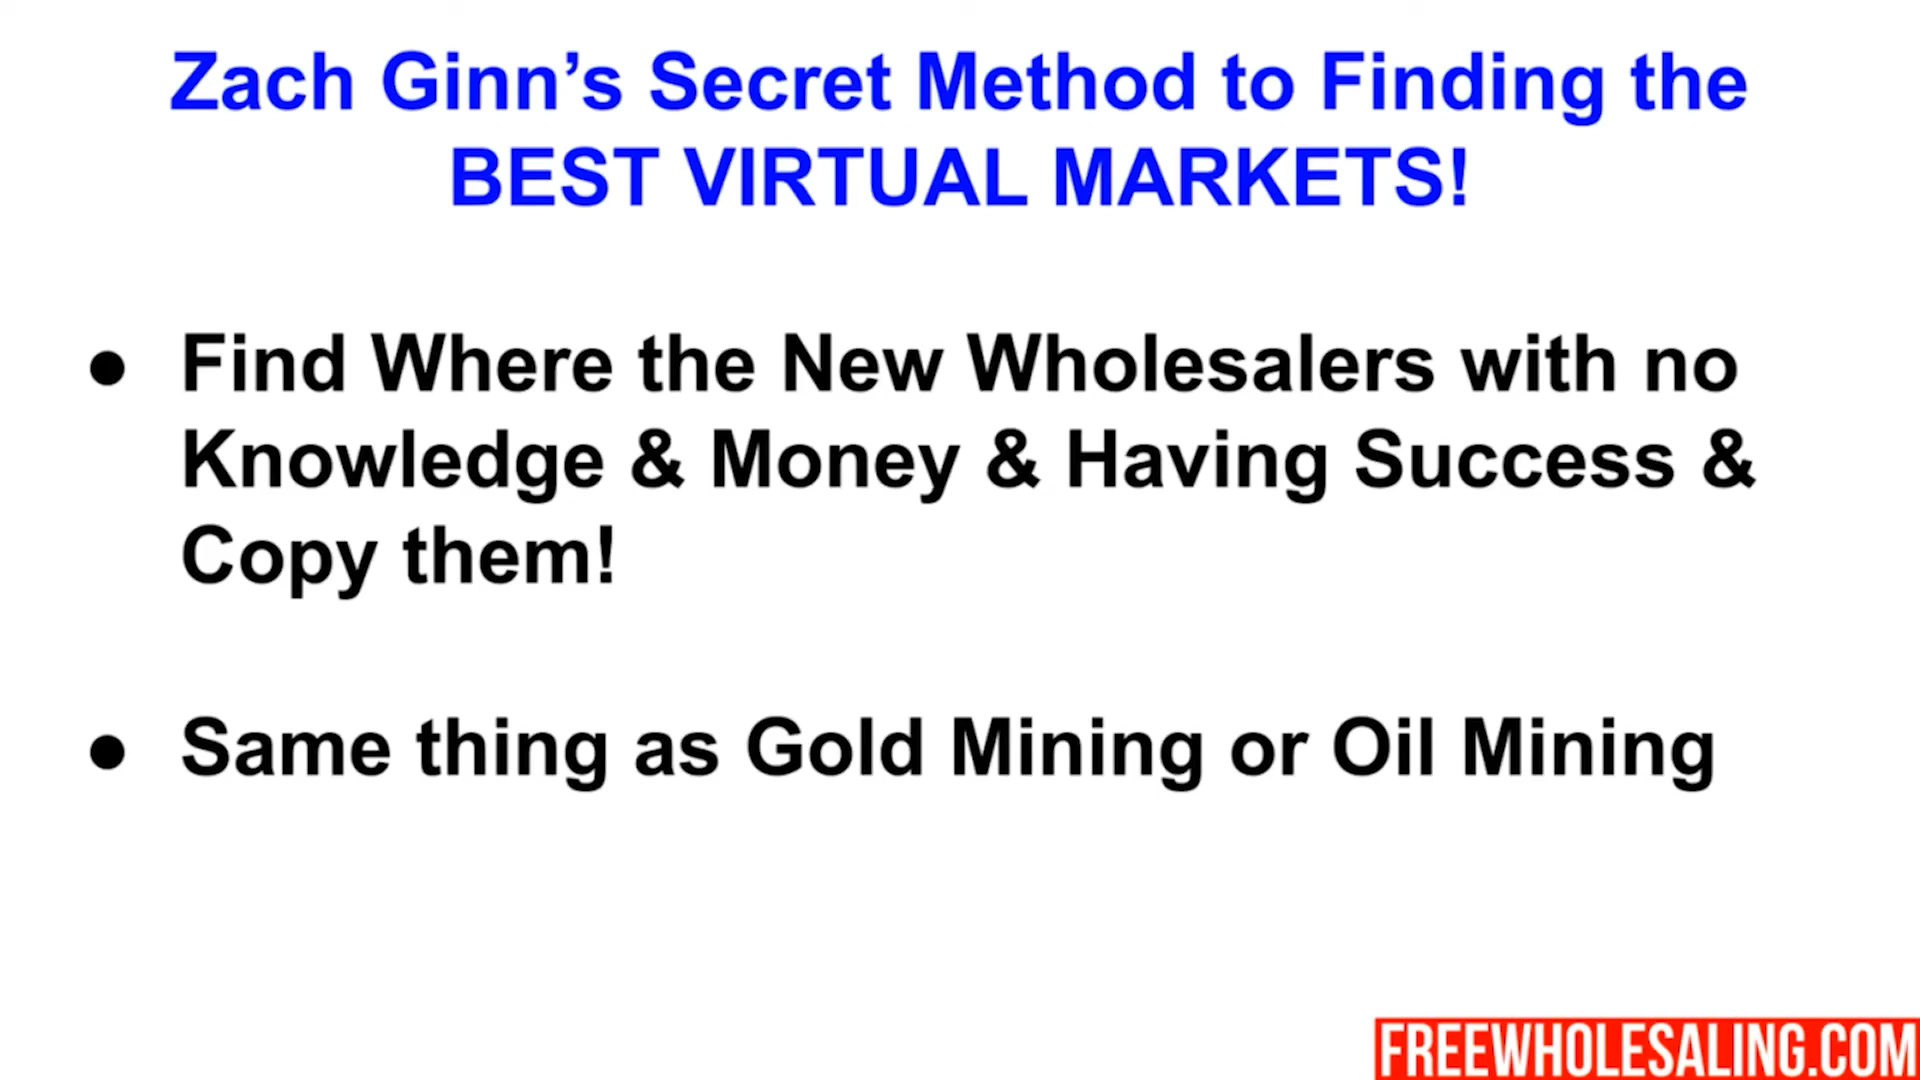 Zach Ginn’s Secret Method to Finding the
BEST VIRTUAL MARKETS!
● Find Where the New Wholesalers with no
Knowledge & Money & Having Success &
Copy them!
● Same thing as Gold Mining or Oil Mining
FREEWHOLESALING.COM